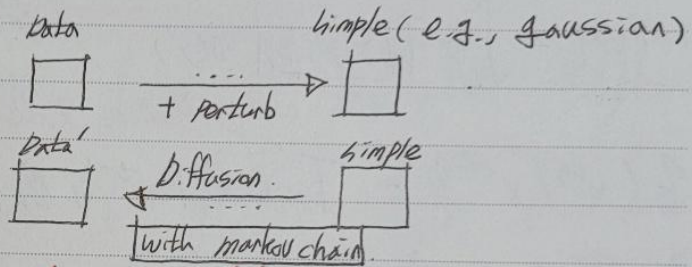 Data Simple (e.g., gaussian)
....
+ Perturb
Data' Simple
Diffusion.
....
with markov chain.